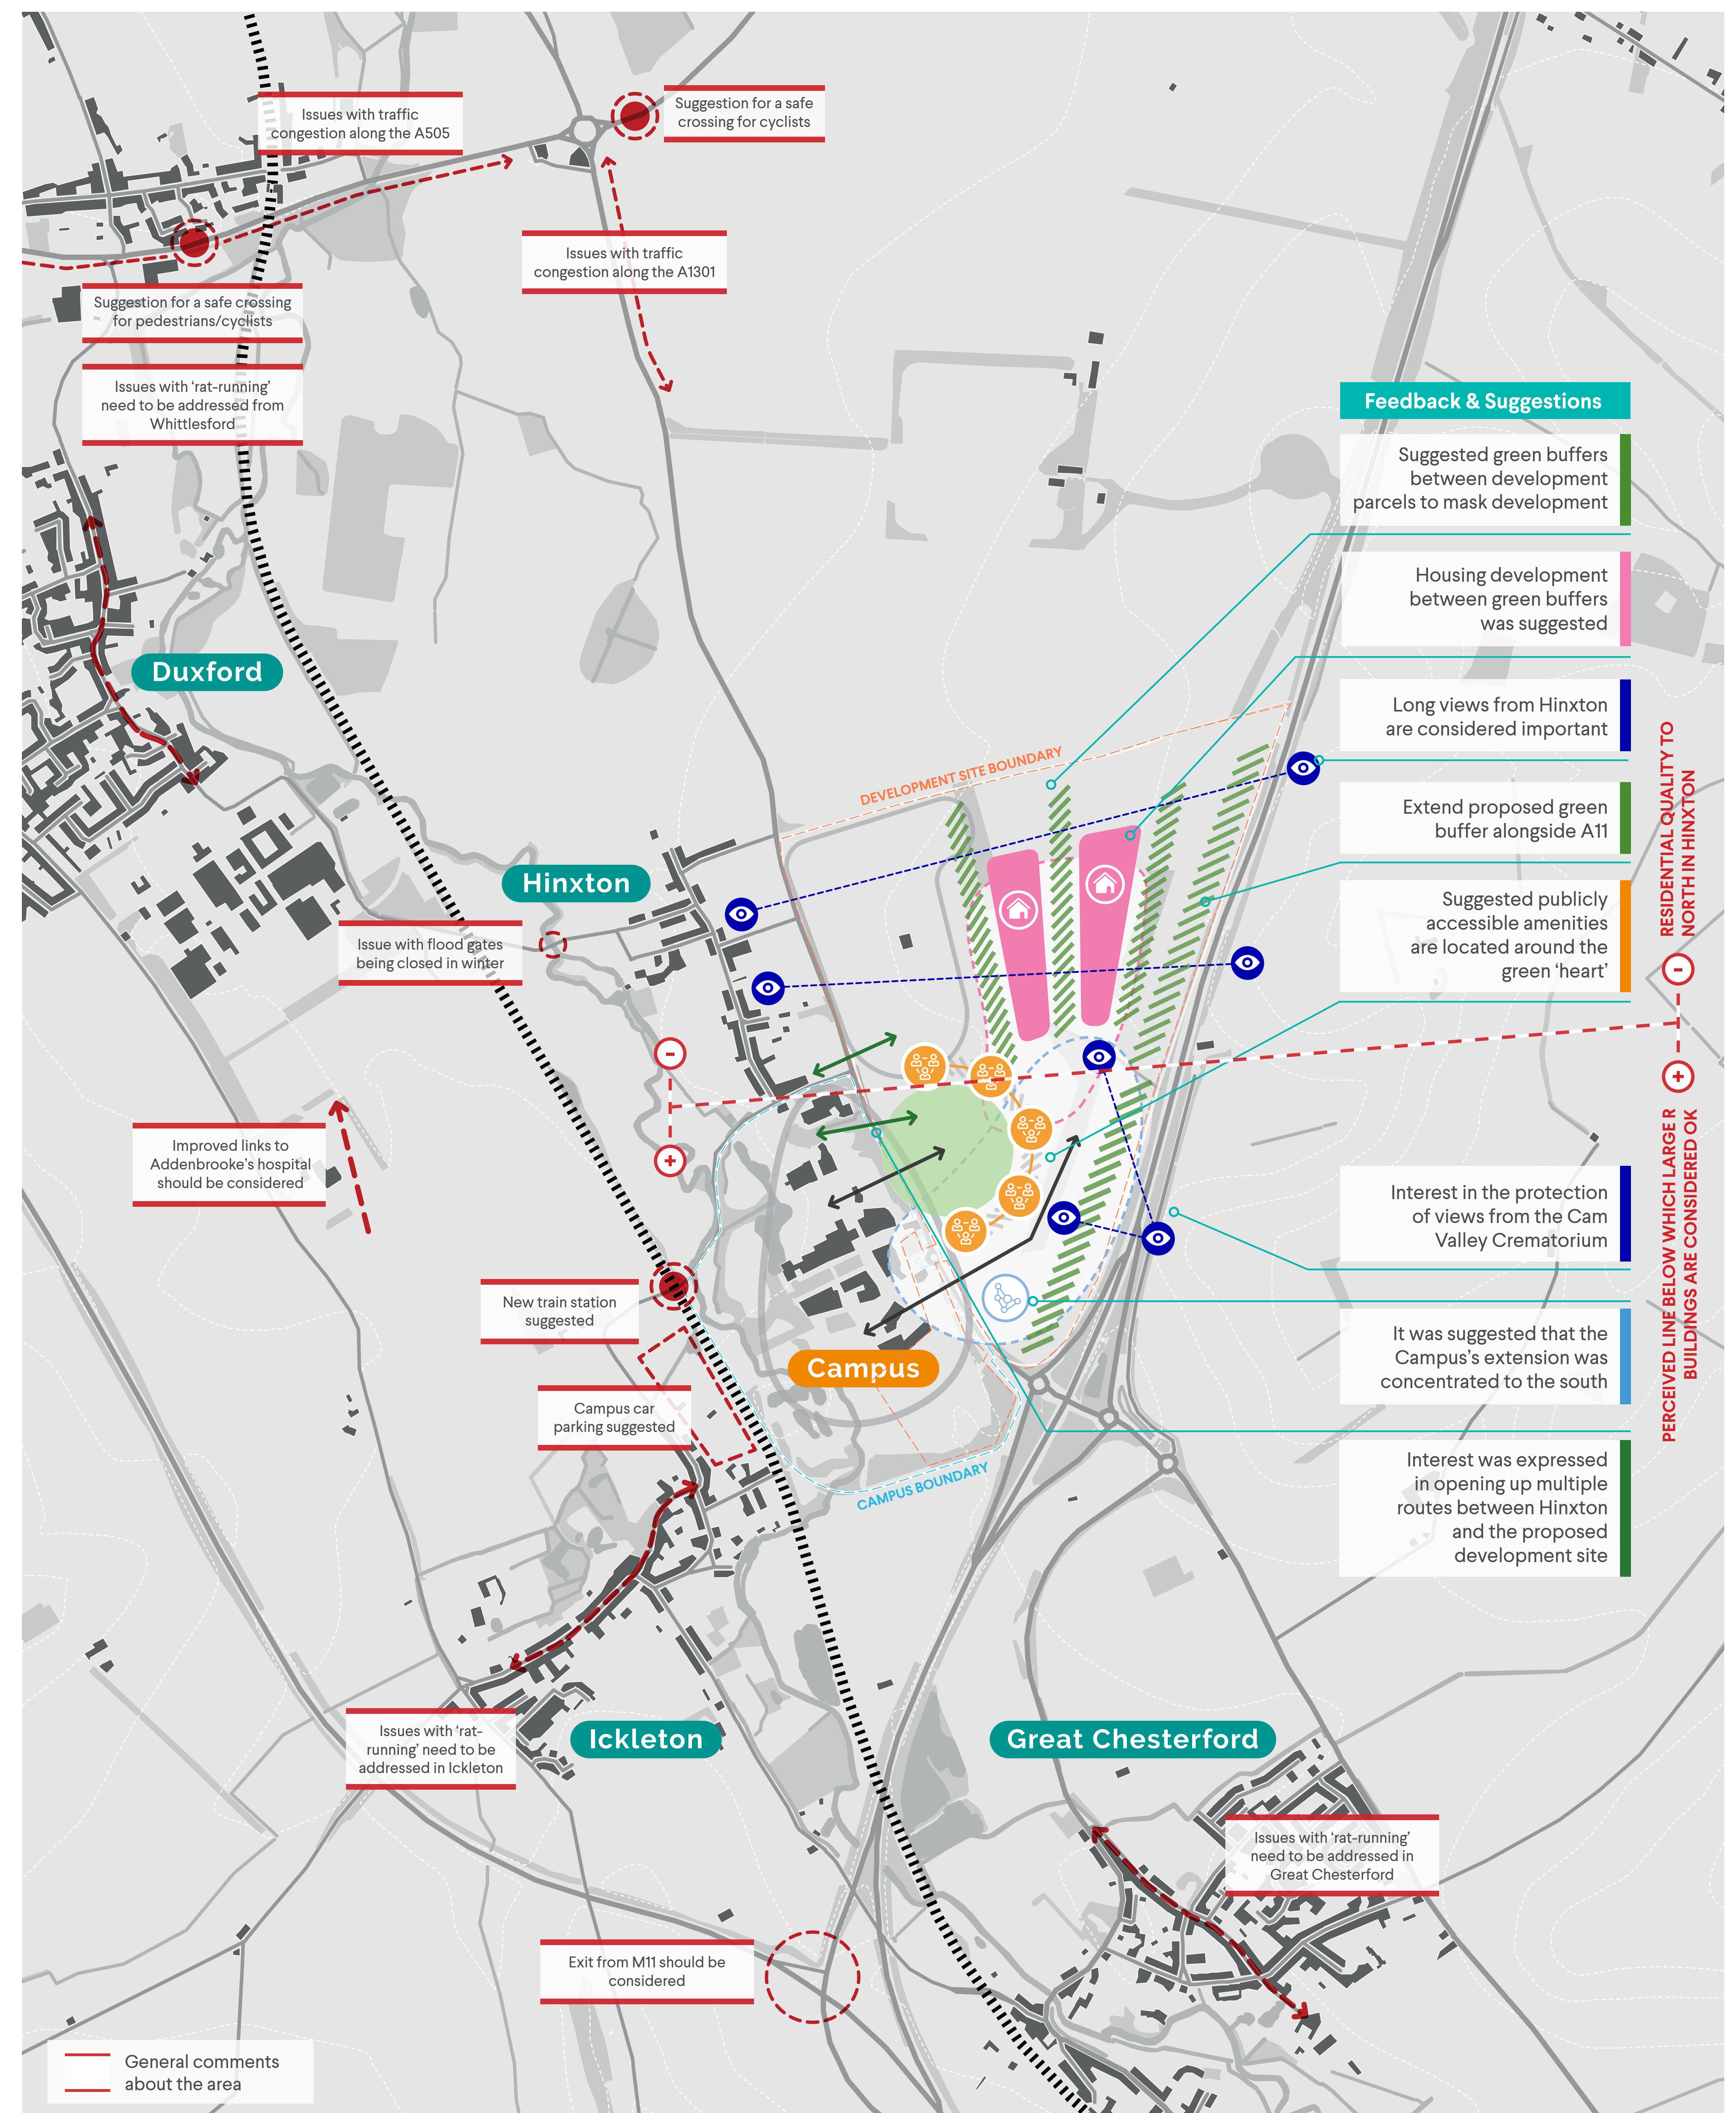 Issues with traffic
congestion along the A505
Suggestion for a safe
crossing for cyclists
Issues with traffic
congestion along the A1301
Suggestion for a safe crossing
for pedestrians/cyclists
Issues with ‘rat-running’
need to be addressed from
Whittlesford
Feedback & Suggestions
Suggested green buffers
between development
parcels to mask development
Housing development
between green buffers
was suggested
Long views from Hinxton
are considered important
Extend proposed green
buffer alongside A11
Suggested publicly
accessible amenities
are located around the
green ‘heart’
Interest in the protection
of views from the Cam
Valley Crematorium
It was suggested that the
Campus’s extension was
concentrated to the south
Interest was expressed
in opening up multiple
routes between Hinxton
and the proposed
development site
RESIDENTIAL QUALITY TO
NORTH IN HINXTON
-
+
PERCEIVED LINE BELOW WHICH LARGE R
BUILDINGS ARE CONSIDERED OK
Duxford
DEVELOPMENT SITE BOUNDARY
Hinxton
Issue with flood gates
being closed in winter
-
+
Improved links to
Addenbrooke’s hospital
should be considered
New train station
suggested
Campus
Campus car
parking suggested
CAMPUS BOUNDARY
Issues with ‘rat-
running’ need to be
addressed in Ickleton
Ickleton
Great Chesterford
Issues with ‘rat-running’
need to be addressed in
Great Chesterford
Exit from M11 should be
considered
General comments
about the area